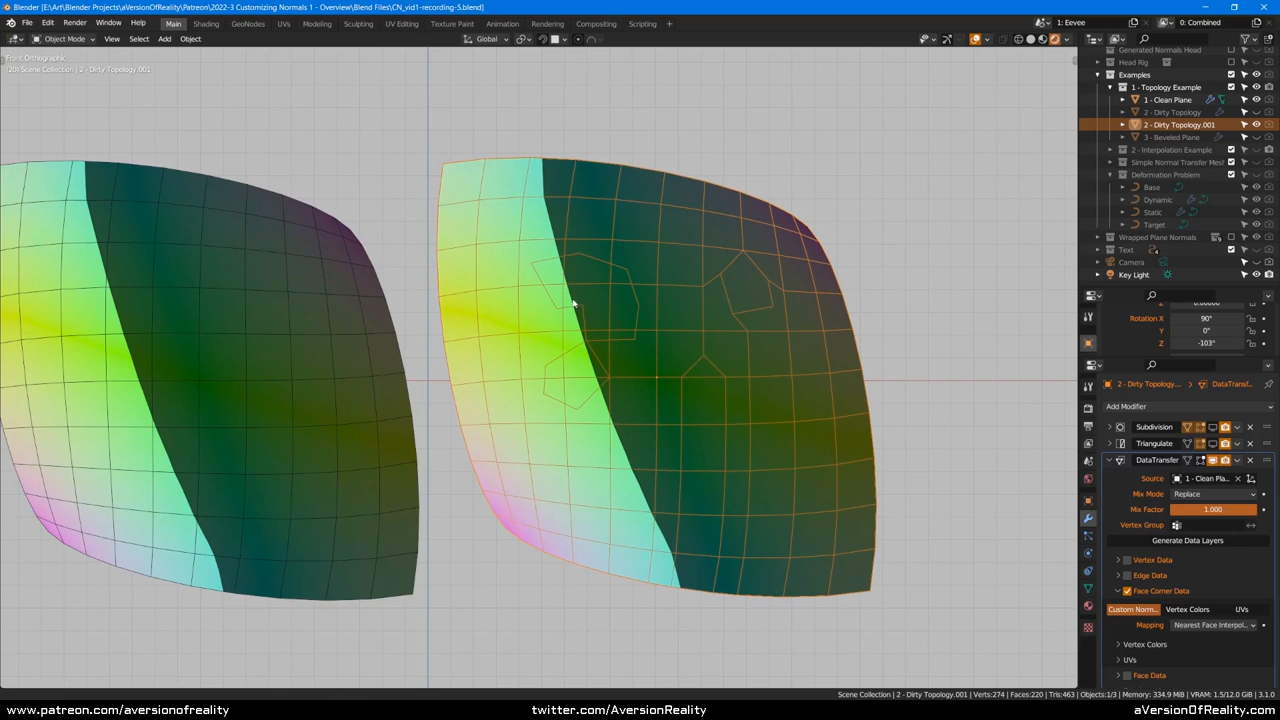 Blender [E:\Art\Blender Projects\aVersionOfReality\Patreon\2022-3 Customizing Normals 1 - Overview\Blend Files\CN_vid1-recording-5.blend]
File Edit Render Window Help Main Shading GeoNodes UVs Modeling Sculpting UV Editing Texture Paint Animation Rendering Compositing Scripting + 1: Eevee 2: Combined
Object Mode View Select Add Object Global
Front Orthographic
(20) Scene Collection | 2 - Dirty Topology.001
Generated Normals Head
Head Rig
Examples
1 - Topology Example
1 - Clean Plane
2 - Dirty Topology
2 - Dirty Topology.001
3 - Beveled Plane
2 - Interpolation Example
Simple Normal Transfer Mest
Deformation Problem
Base
Dynamic
Static
Target
Wrapped Plane Normals
Text
Camera
Key Light
Rotation X 90°
Y 0°
Z -103°
2 - Dirty Topology.... > DataTransf...
Add Modifier
Subdivision
Triangulate
DataTransfer
Source 1 - Clean Pla...
Mix Mode Replace
Mix Factor 1.000
Vertex Group
Generate Data Layers
Vertex Data
Edge Data
Face Corner Data
Custom Norm... Vertex Colors UVs
Mapping Nearest Face Interpol...
Vertex Colors
UVs
Face Data
Scene Collection | 2 - Dirty Topology.001 | Verts:274 | Faces:220 | Tris:463 | Objects:1/3 | Memory: 334.9 MiB | VRAM: 1.5/12.0 GiB | 3.1.0
www.patreon.com/aversionofreality twitter.com/AversionReality aVersionOfReality.com